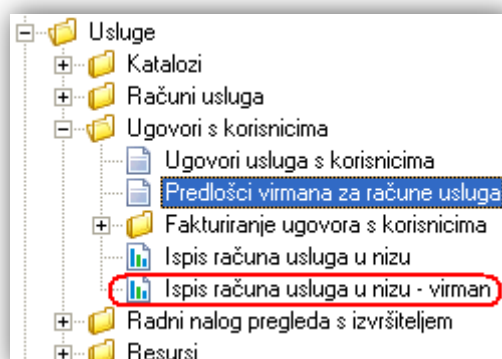 Usluge
Katalozi
Računi usluga
Ugovori s korisnicima
Ugovori usluga s korisnicima
Predlošci virmana za račune usluga
Fakturiranje ugovora s korisnicima
Ispis računa usluga u nizu
Ispis računa usluga u nizu - virman
Radni nalog pregleda s izvršiteljem
Resursi